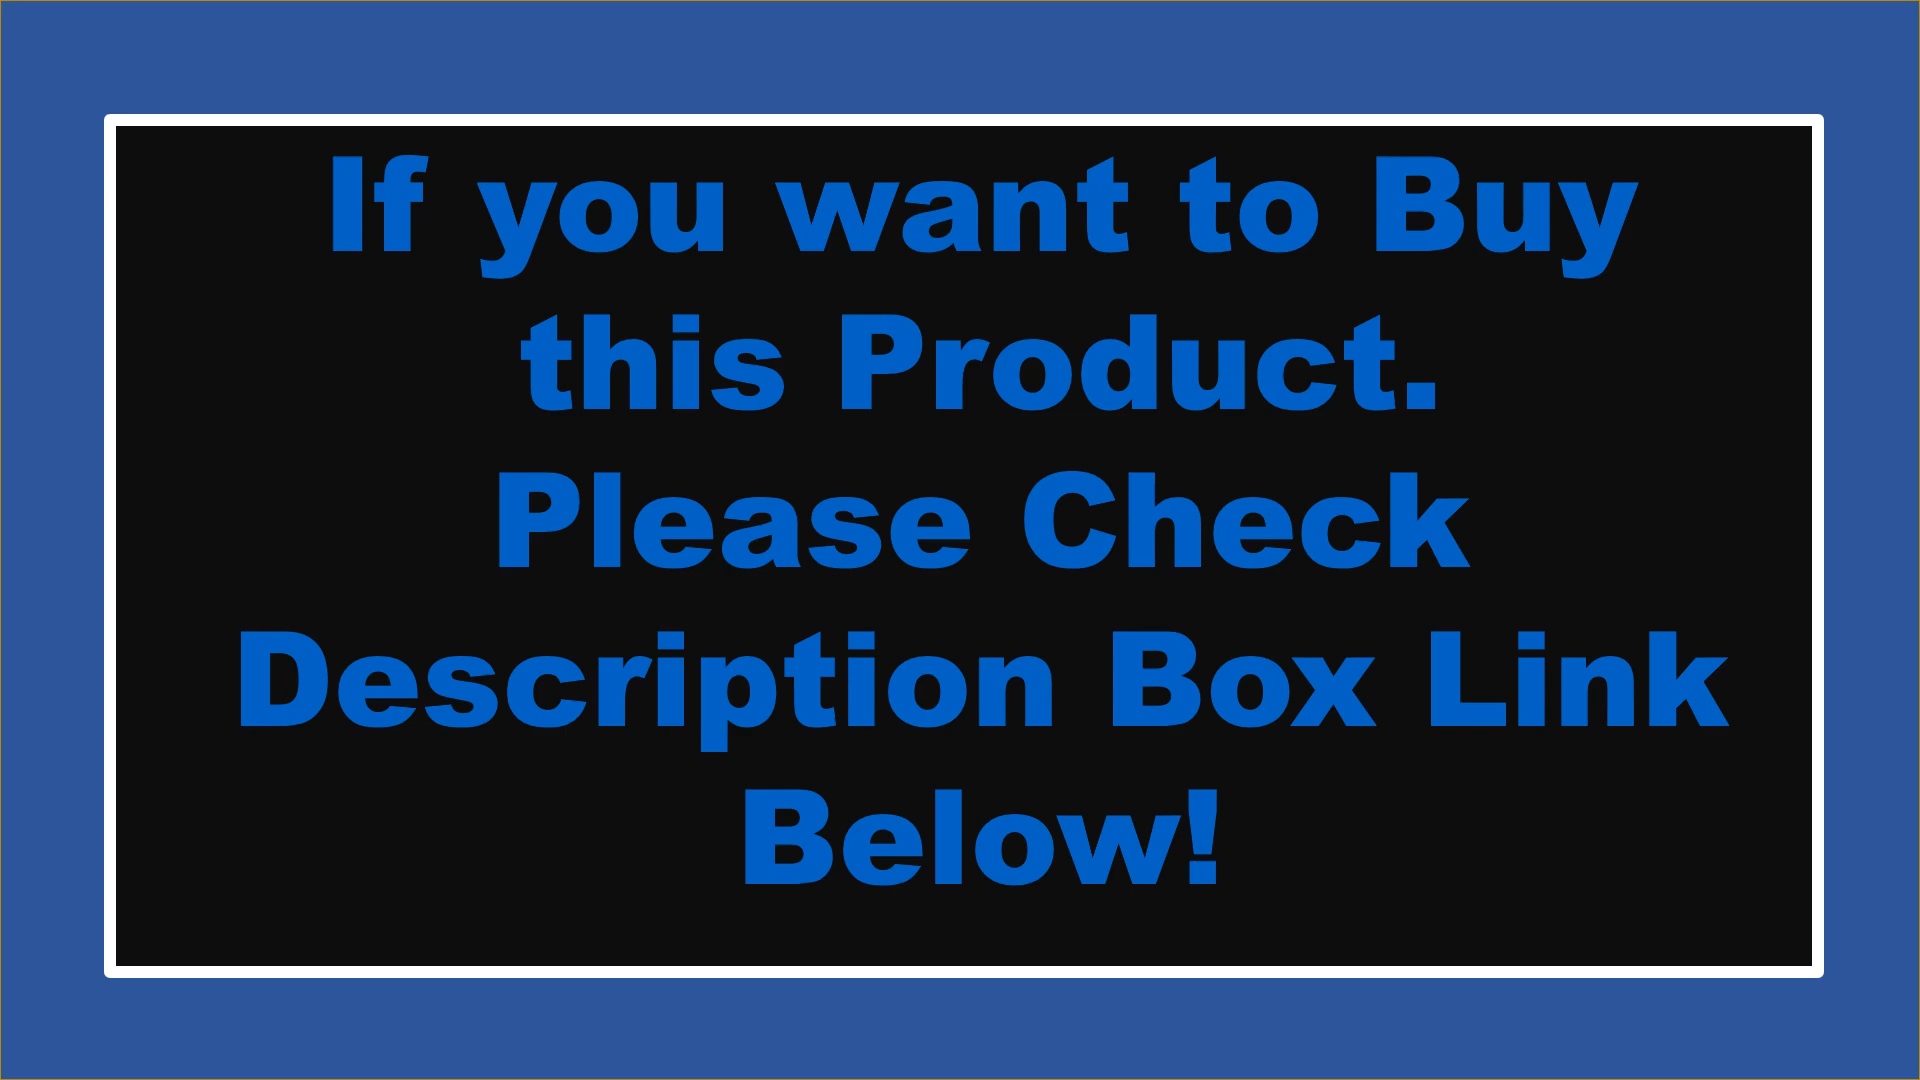 If you want to Buy
this Product.
Please Check
Description Box Link
Below!